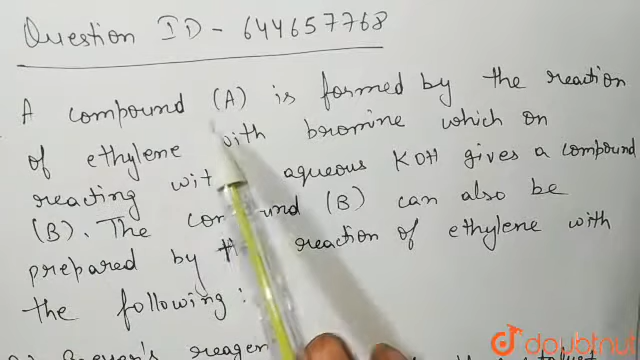 Question ID - 644657768
A compound (A) is formed by the reaction
of ethylene with bromine which on
reacting with aqueous KOH gives a compound
(B). The compound (B) can also be
prepared by the reaction of ethylene with
the following:
Baeyer's reagent
doubtnut